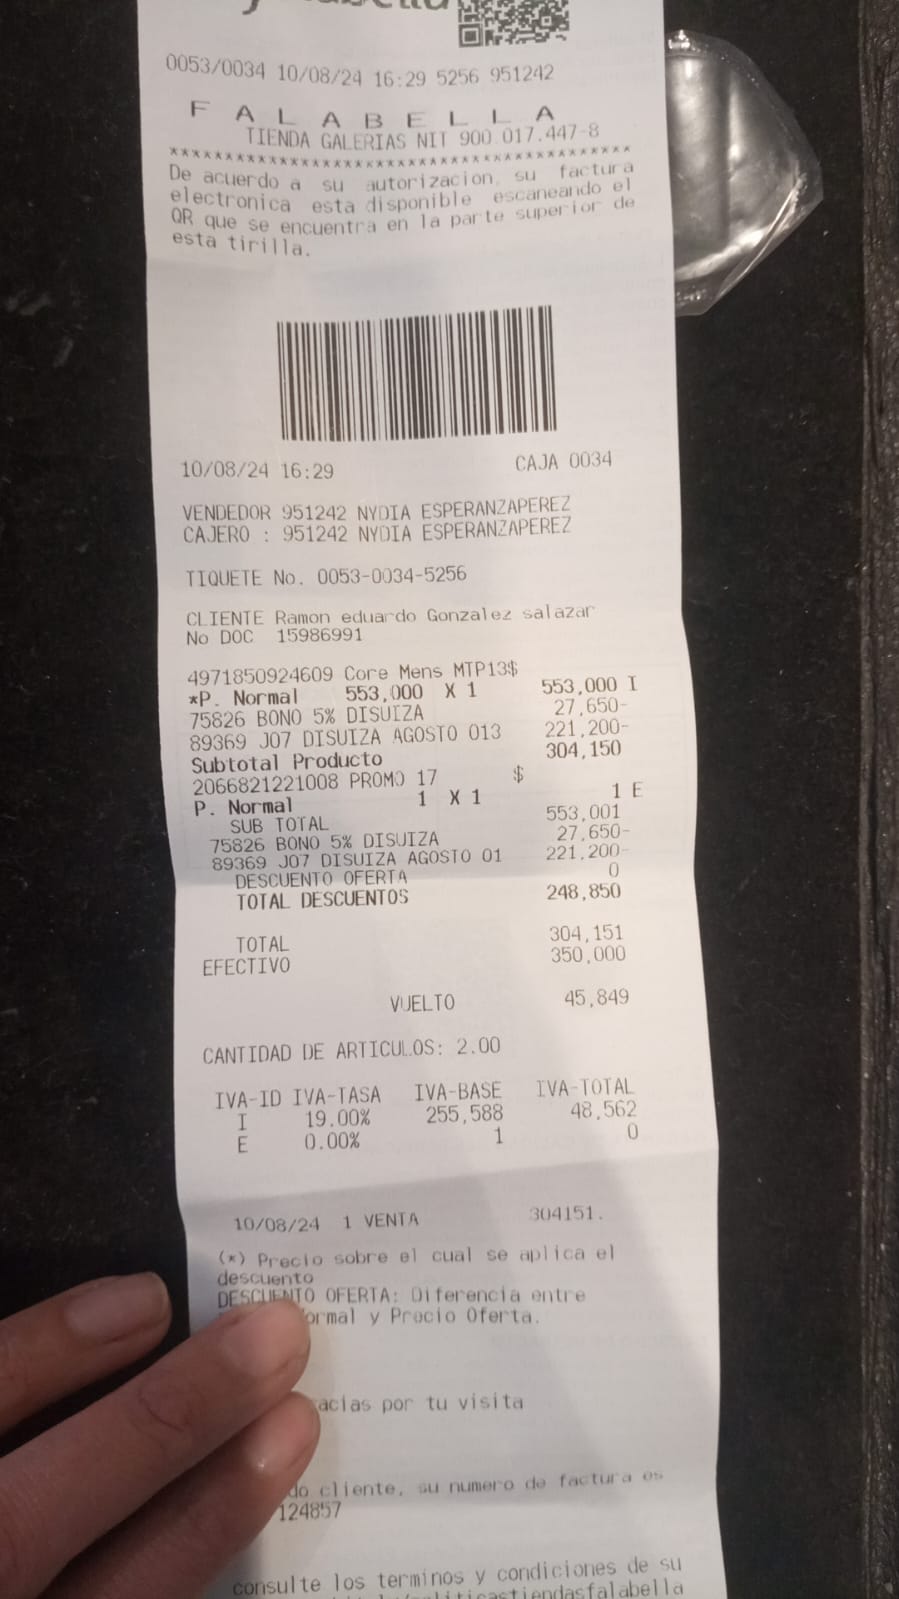 0053/0034 10/08/24 16:29 5256 951242
F A L A B E L L A
TIENDA GALERIAS NIT 900.017.447-8
******************************************
De acuerdo a su autorizacion, su factura
electronica esta disponible escaneando el
QR que se encuentra en la parte superior de
esta tirilla.
10/08/24 16:29 CAJA 0034
VENDEDOR 951242 NYDIA ESPERANZAPEREZ
CAJERO : 951242 NYDIA ESPERANZAPEREZ
TIQUETE No. 0053-0034-5256
CLIENTE Ramon eduardo Gonzalez salazar
No DOC 15986991
4971850924609 Core Mens MTP13$
*P. Normal 553,000 X 1 553,000 I
75826 BONO 5% DISUIZA 27,650-
89369 J07 DISUIZA AGOSTO 013 221,200-
Subtotal Producto 304,150
2066821221008 PROMO 17 $
P. Normal 1 X 1 1 E
SUB TOTAL 553,001
75826 BONO 5% DISUIZA 27,650-
89369 J07 DISUIZA AGOSTO 01 221,200-
DESCUENTO OFERTA 0
TOTAL DESCUENTOS 248,850
TOTAL 304,151
EFECTIVO 350,000
VUELTO 45,849
CANTIDAD DE ARTICULOS: 2.00
IVA-ID IVA-TASA IVA-BASE IVA-TOTAL
I 19.00% 255,588 48,562
E 0.00% 1 0
10/08/24 1 VENTA 304151.
(*) Precio sobre el cual se aplica el
descuento
DESCUENTO OFERTA: Diferencia entre
ormal y Precio Oferta.
acias por tu visita
do cliente, su numero de factura es
124857
consulte los terminos y condiciones de su